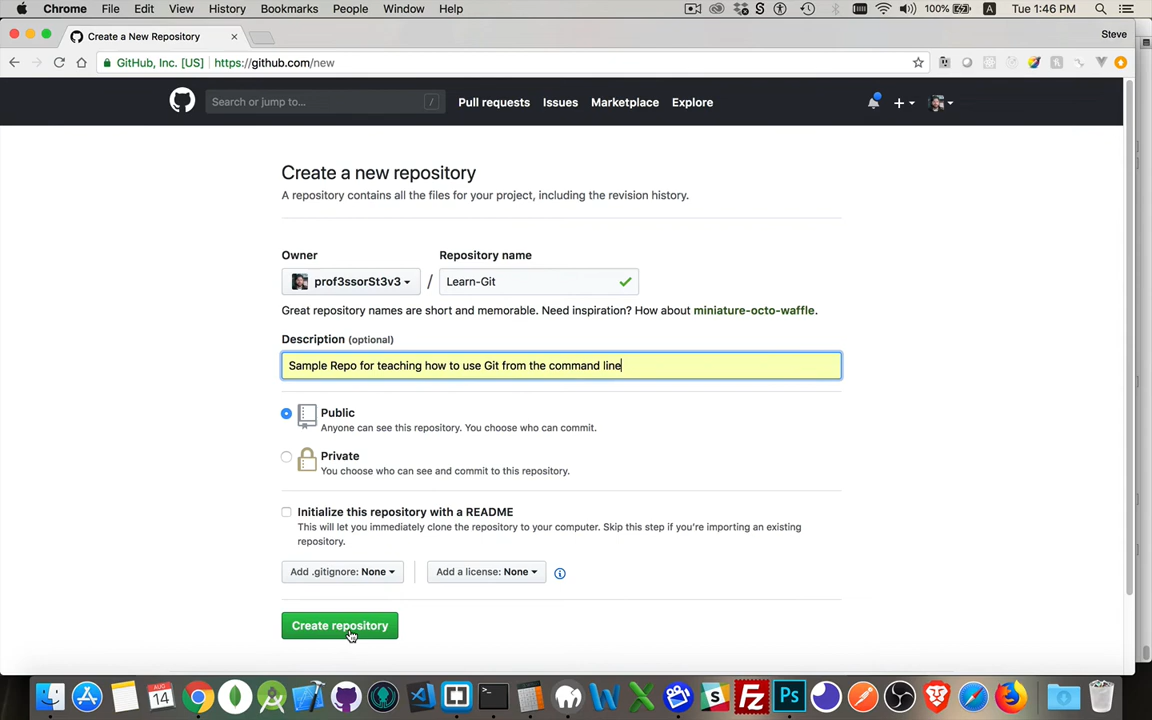 Chrome File Edit View History Bookmarks People Window Help 100% A Tue 1:46 PM
Create a New Repository × Steve
GitHub, Inc. [US] https://github.com/new
Search or jump to... / Pull requests Issues Marketplace Explore
Create a new repository
A repository contains all the files for your project, including the revision history.
Owner Repository name
prof3ssorSt3v3 / Learn-Git
Great repository names are short and memorable. Need inspiration? How about miniature-octo-waffle.
Description (optional)
Sample Repo for teaching how to use Git from the command line
Public
Anyone can see this repository. You choose who can commit.
Private
You choose who can see and commit to this repository.
Initialize this repository with a README
This will let you immediately clone the repository to your computer. Skip this step if you're importing an existing
repository.
Add .gitignore: None Add a license: None
Create repository
AUG
14
Ps